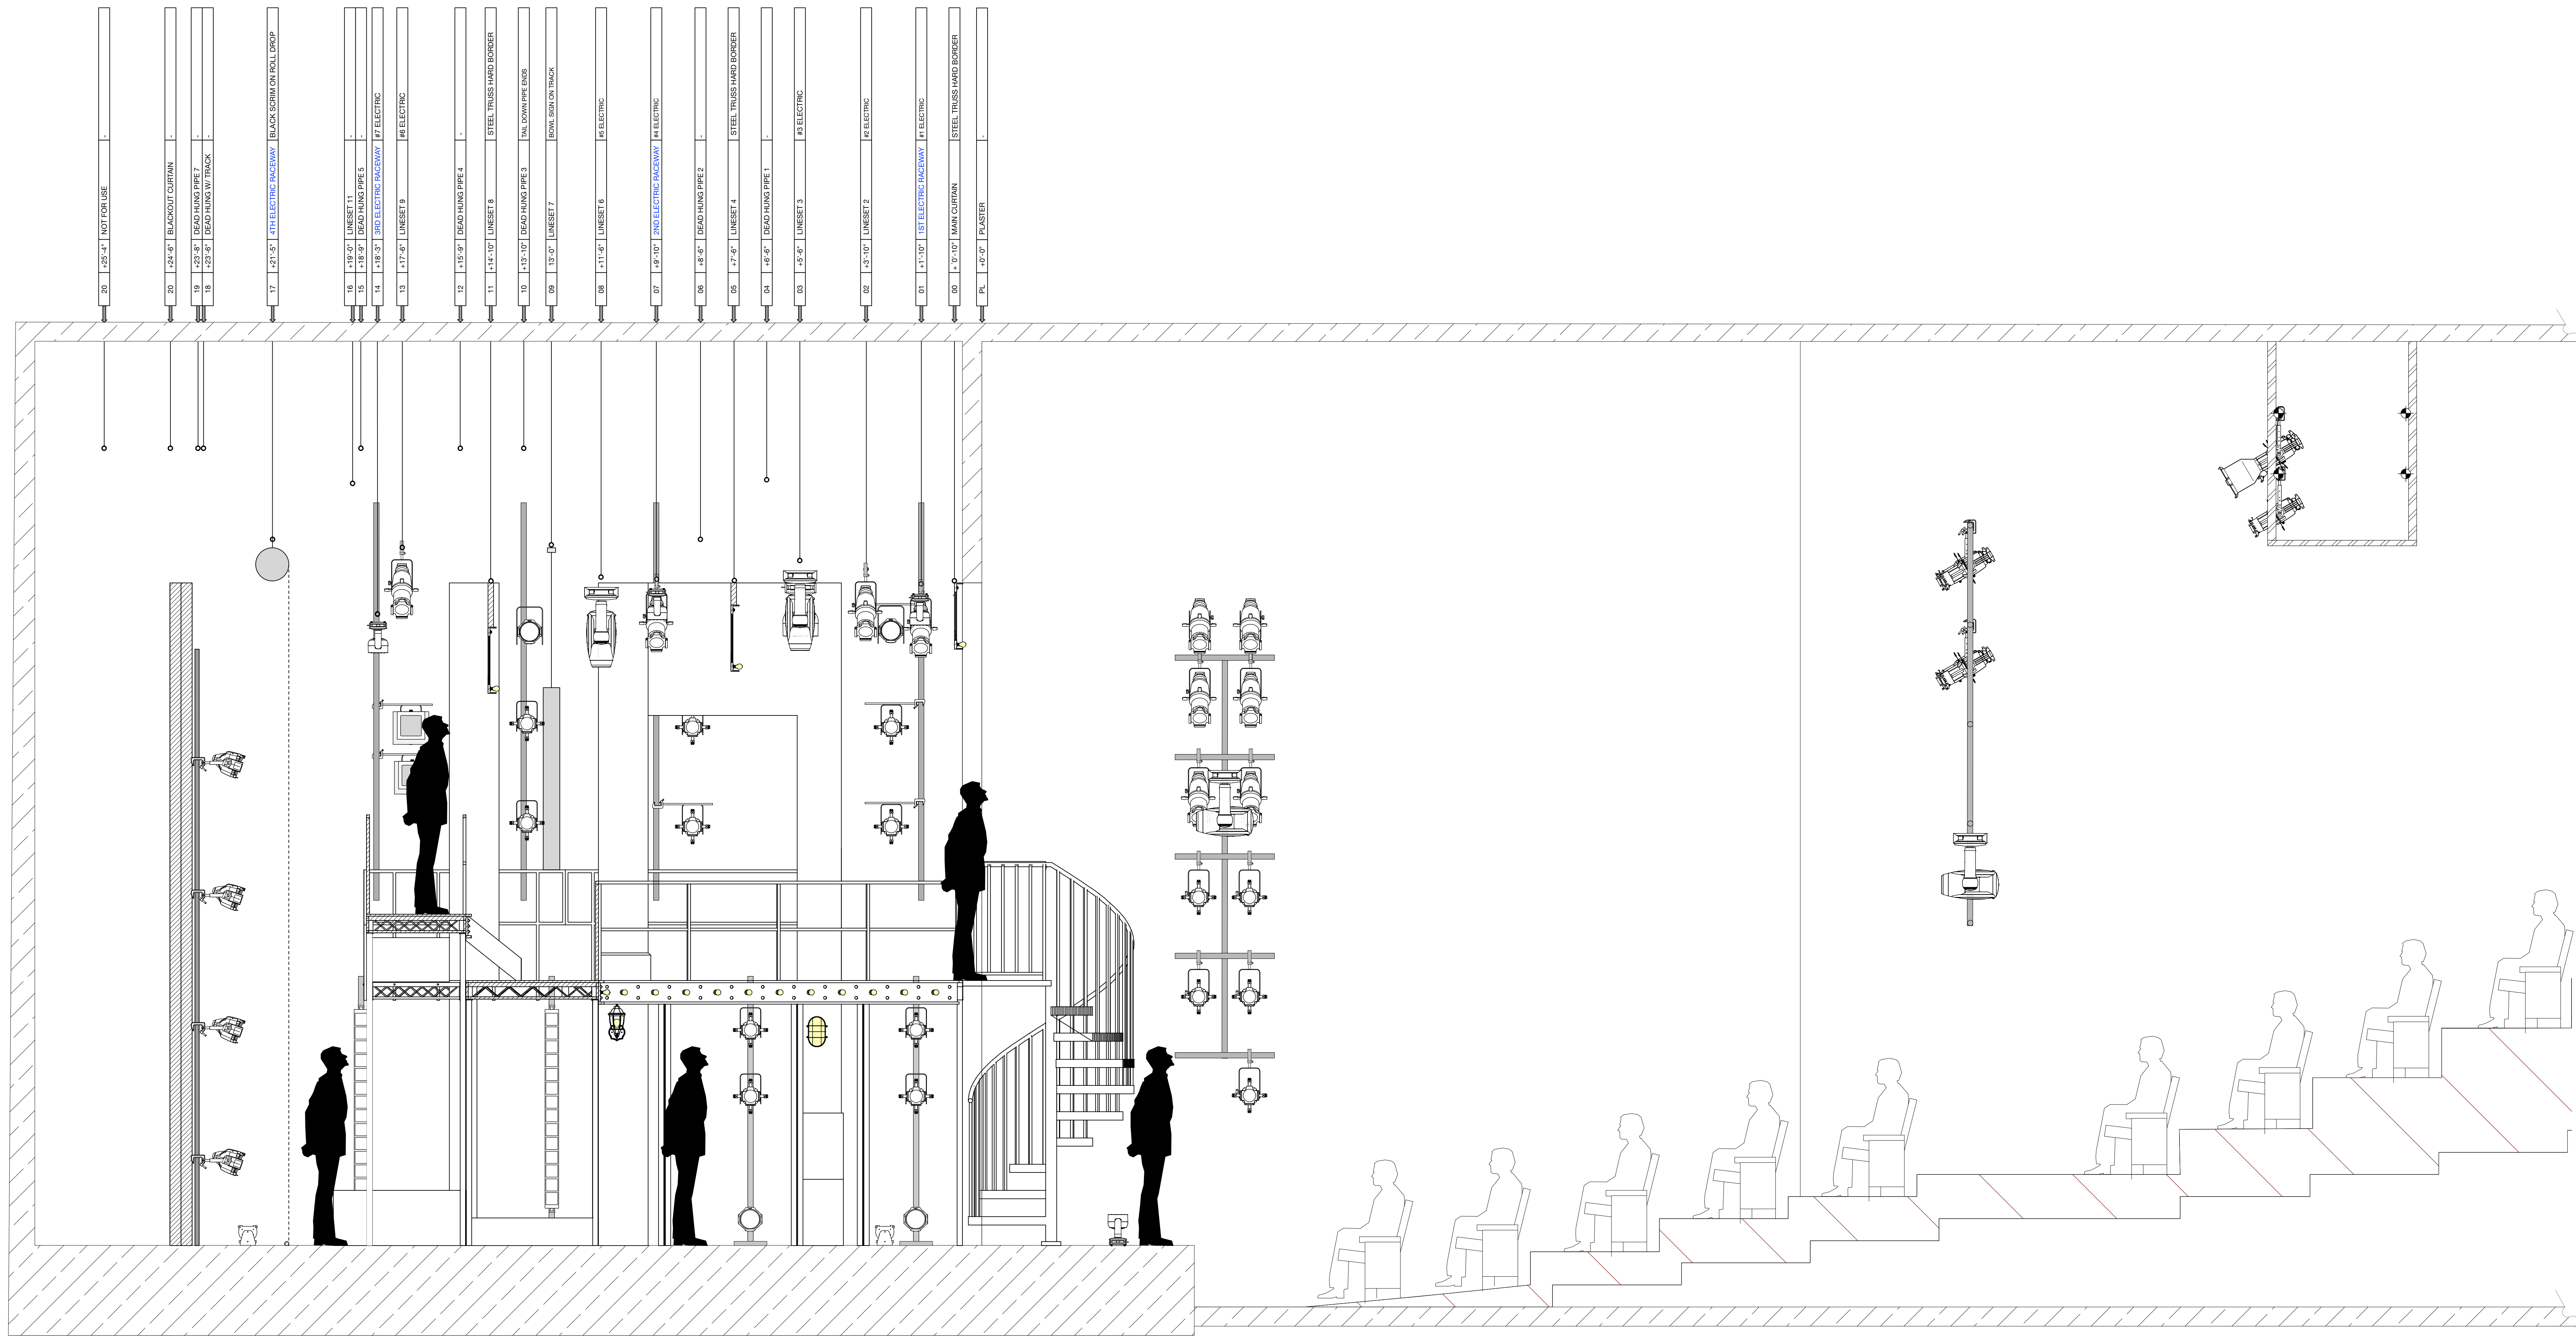 20 +25'-4" NOT FOR USE -
20 +24'-6" BLACKOUT CURTAIN -
19 +23'-8" DEAD HUNG PIPE 7 -
18 +23'-6" DEAD HUNG W/ TRACK -
17 +21'-5" 4TH ELECTRIC RACEWAY BLACK SCRIM ON ROLL DROP
16 +19'-0" LINESET 11 -
15 +18'-9" DEAD HUNG PIPE 5 -
14 +18'-3" 3RD ELECTRIC RACEWAY #7 ELECTRIC
13 +17'-6" LINESET 9 #6 ELECTRIC
12 +15'-9" DEAD HUNG PIPE 4 -
11 +14'-10" LINESET 8 STEEL TRUSS HARD BORDER
10 +13'-10" DEAD HUNG PIPE 3 TAIL DOWN PIPE ENDS
09 13'-0" LINESET 7 BOWL SIGN ON TRACK
08 +11'-6" LINESET 6 #5 ELECTRIC
07 +9'-10" 2ND ELECTRIC RACEWAY #4 ELECTRIC
06 +8'-6" DEAD HUNG PIPE 2 -
05 +7'-6" LINESET 4 STEEL TRUSS HARD BORDER
04 +6'-6" DEAD HUNG PIPE 1 -
03 +5'-6" LINESET 3 #3 ELECTRIC
02 +3'-10" LINESET 2 #2 ELECTRIC
01 +1'-10" 1ST ELECTRIC RACEWAY #1 ELECTRIC
00 + '0'-10" MAIN CURTAIN STEEL TRUSS HARD BORDER
PL +0'-0" PLASTER -